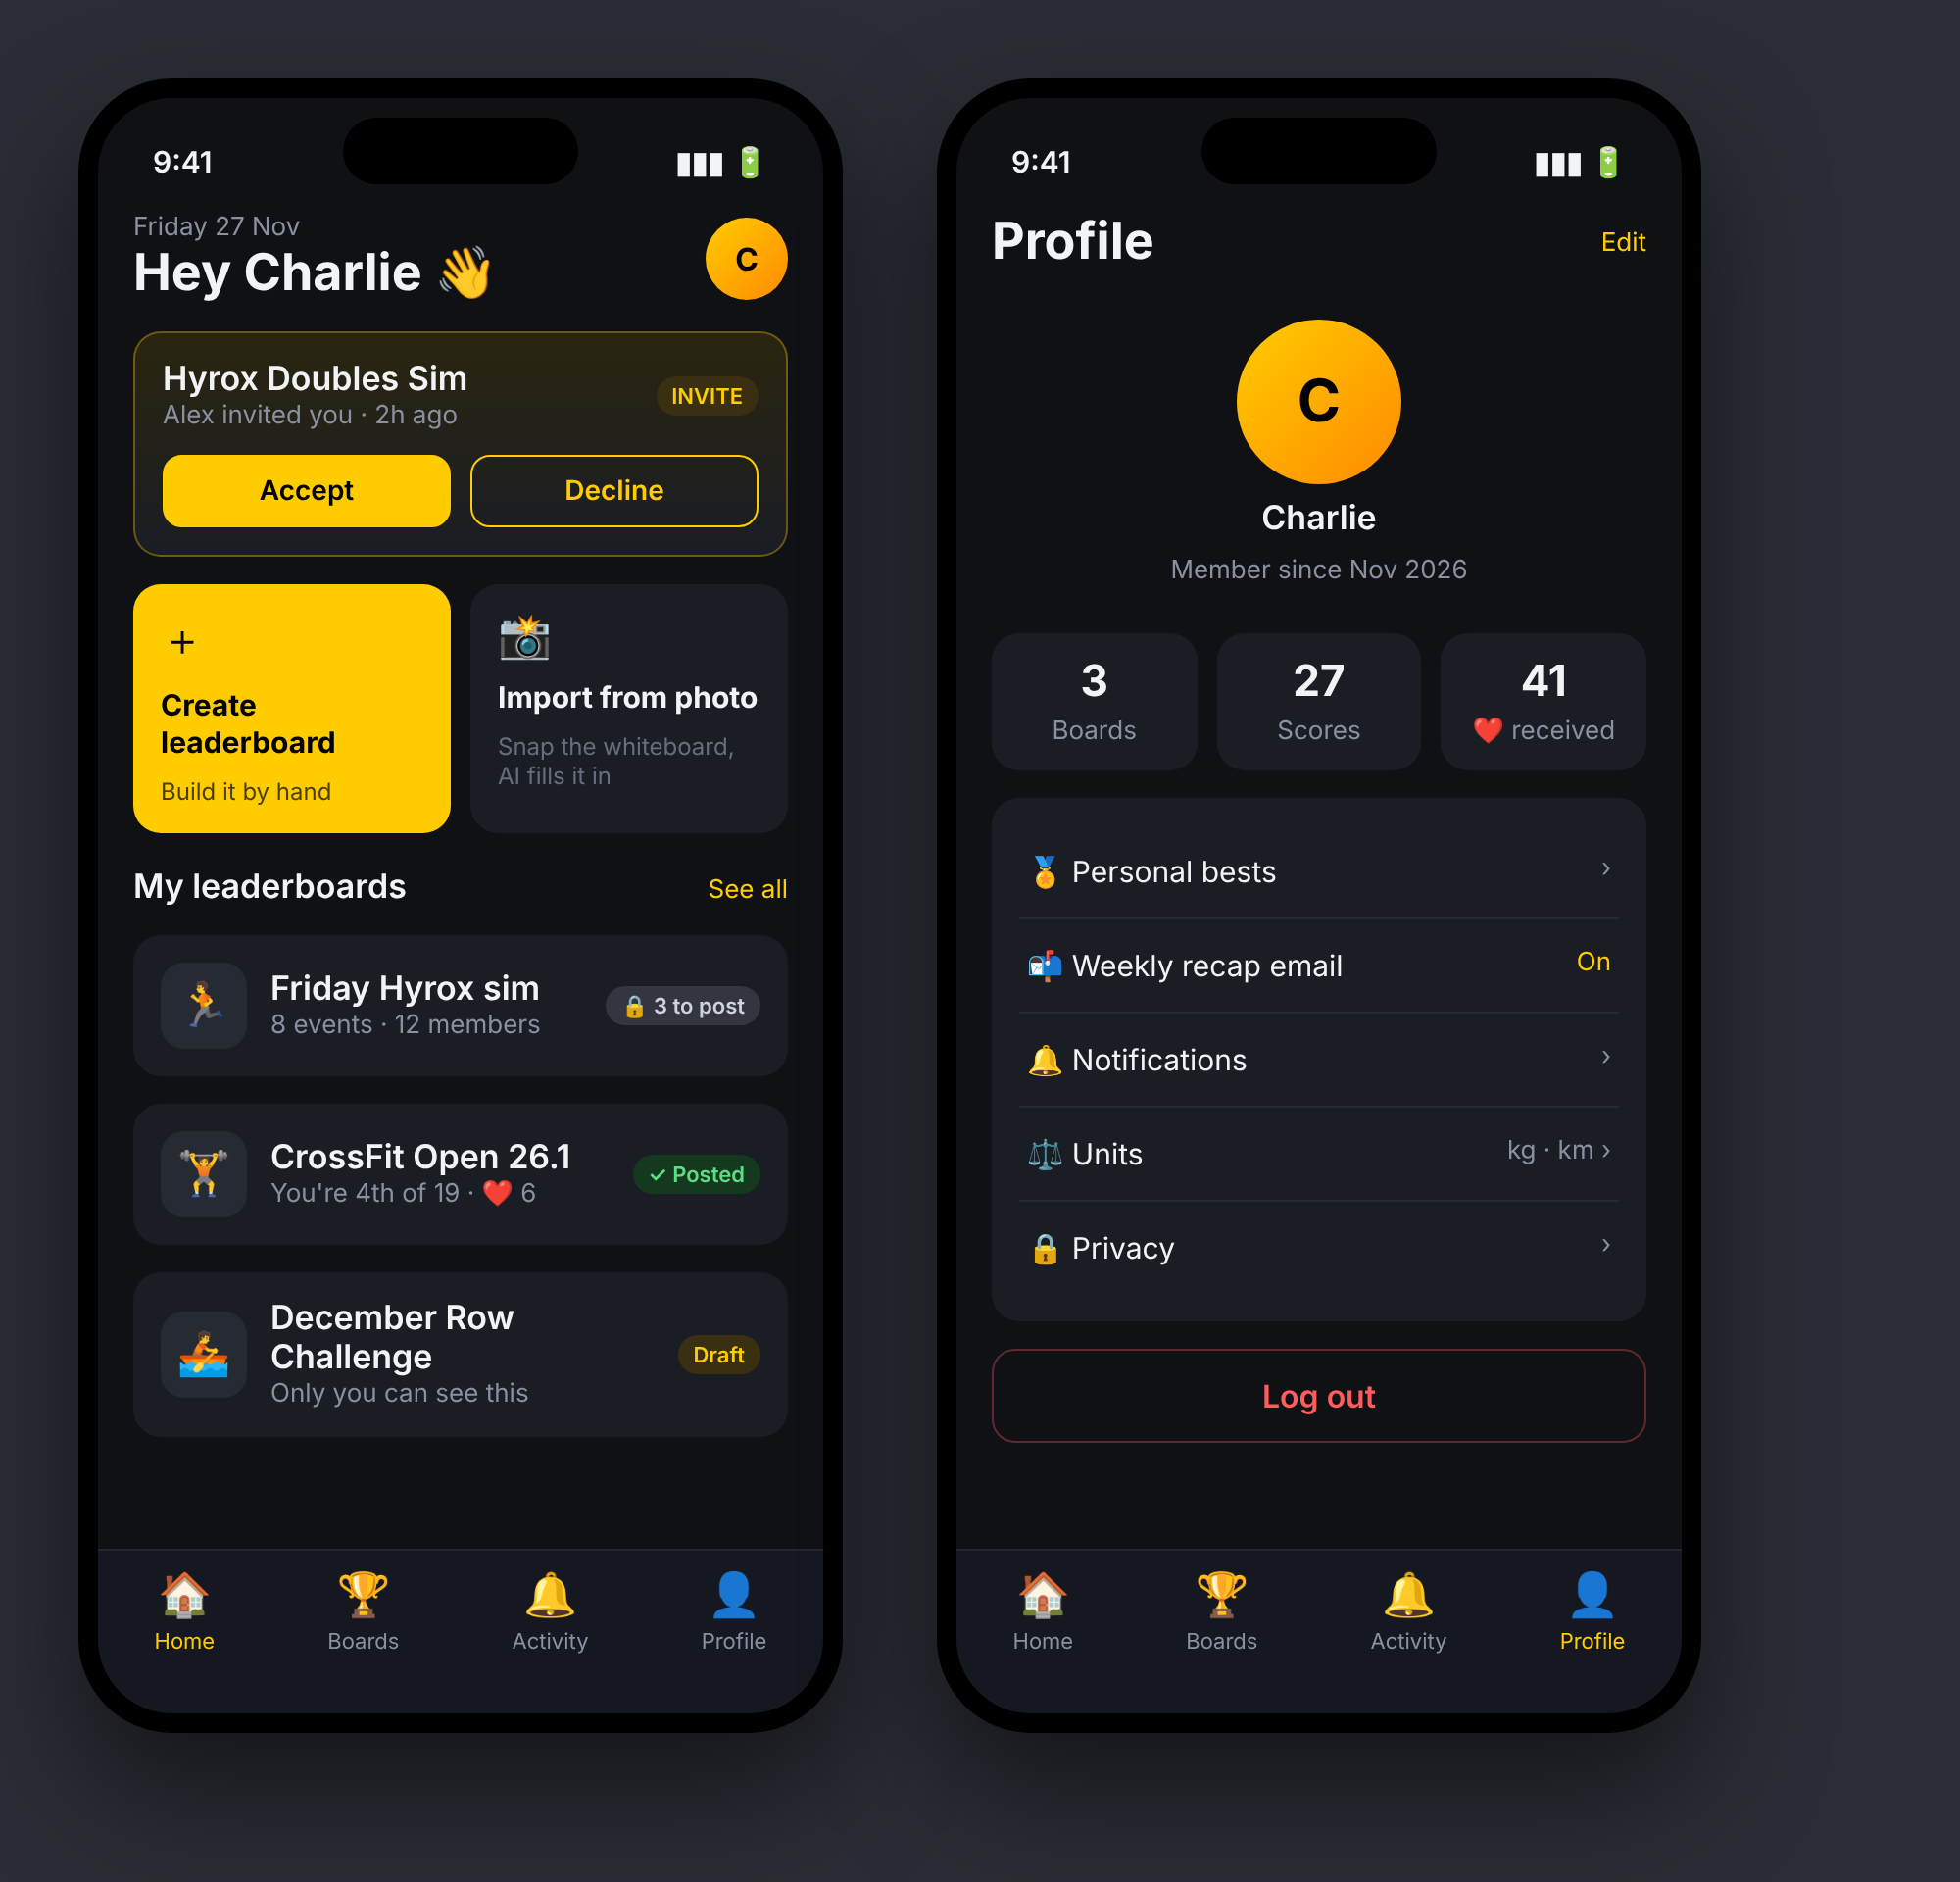 9:41
Friday 27 Nov
Hey Charlie 👋
C
Hyrox Doubles Sim
Alex invited you · 2h ago
INVITE
Accept
Decline
+
Create
leaderboard
Build it by hand
Import from photo
Snap the whiteboard,
AI fills it in
My leaderboards
See all
Friday Hyrox sim
8 events · 12 members
🔒 3 to post
CrossFit Open 26.1
You're 4th of 19 · ❤️ 6
✓ Posted
December Row
Challenge
Only you can see this
Draft
Home
Boards
Activity
Profile
9:41
Profile
Edit
C
Charlie
Member since Nov 2026
3
Boards
27
Scores
41
❤️ received
🏅 Personal bests ›
📬 Weekly recap email On
🔔 Notifications ›
⚖️ Units kg · km ›
🔒 Privacy ›
Log out
Home
Boards
Activity
Profile